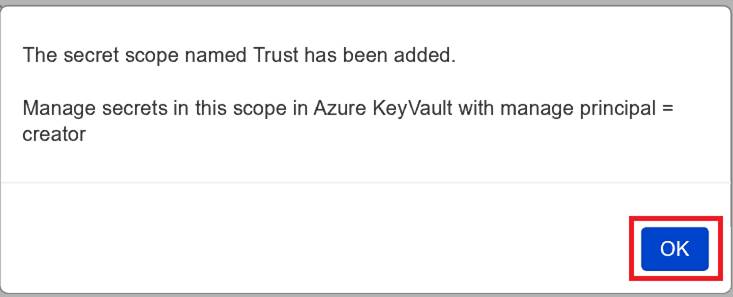 The secret scope named Trust has been added.
Manage secrets in this scope in Azure KeyVault with manage principal =
creator
OK